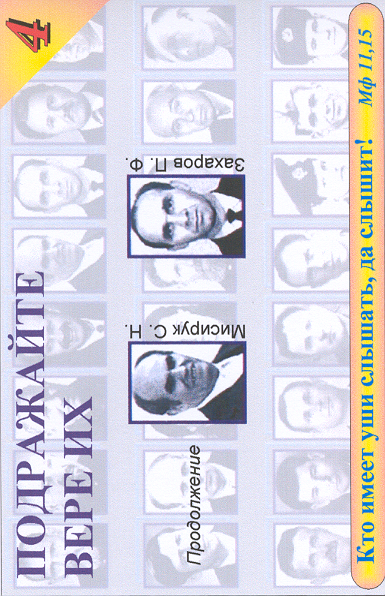 4
ПОДРАЖАЙТЕ
ВЕРЕ ИХ
Продолжение
Мисирук С. Н.
Захаров П. Ф.
Кто имеет уши слышать, да слышит! Мф 11,15